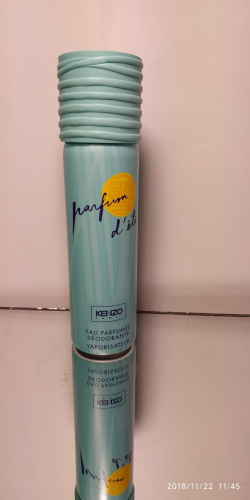 parfum
d'été
KENZO
EAU PARFUMÉE
DÉODORANTE
VAPORISATEUR
2018/11/22 11:45